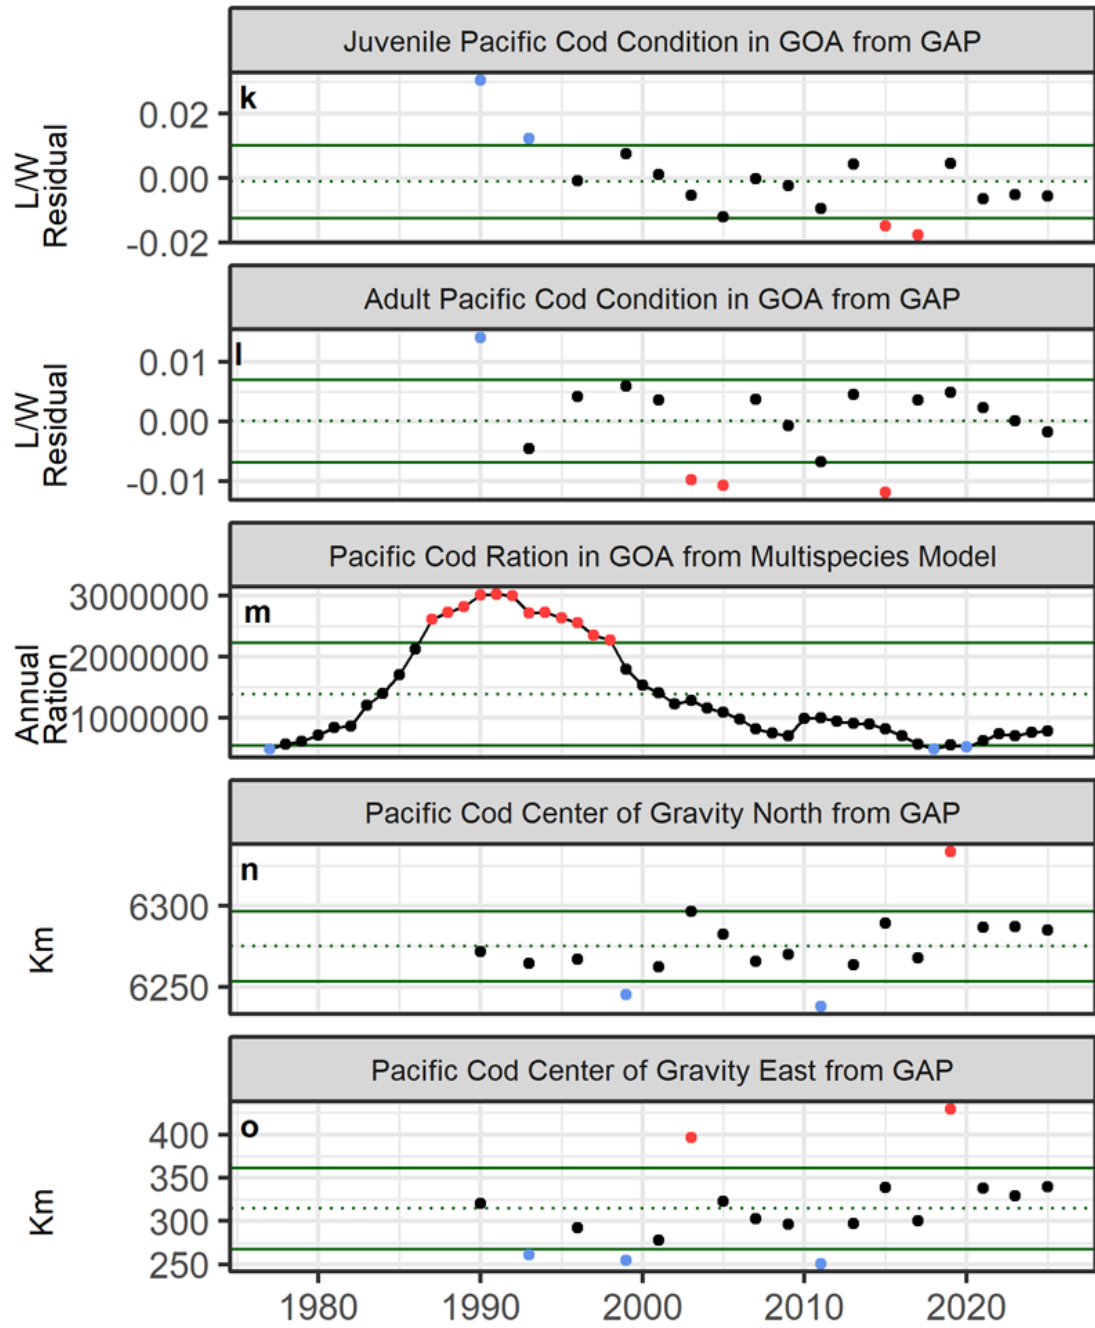 Juvenile Pacific Cod Condition in GOA from GAP
k
L/W
Residual
0.02
0.00
-0.02
Adult Pacific Cod Condition in GOA from GAP
l
L/W
Residual
0.01
0.00
-0.01
Pacific Cod Ration in GOA from Multispecies Model
m
Annual
Ration
3000000
2000000
1000000
Pacific Cod Center of Gravity North from GAP
n
Km
6300
6250
Pacific Cod Center of Gravity East from GAP
o
Km
400
350
300
250
1980 1990 2000 2010 2020